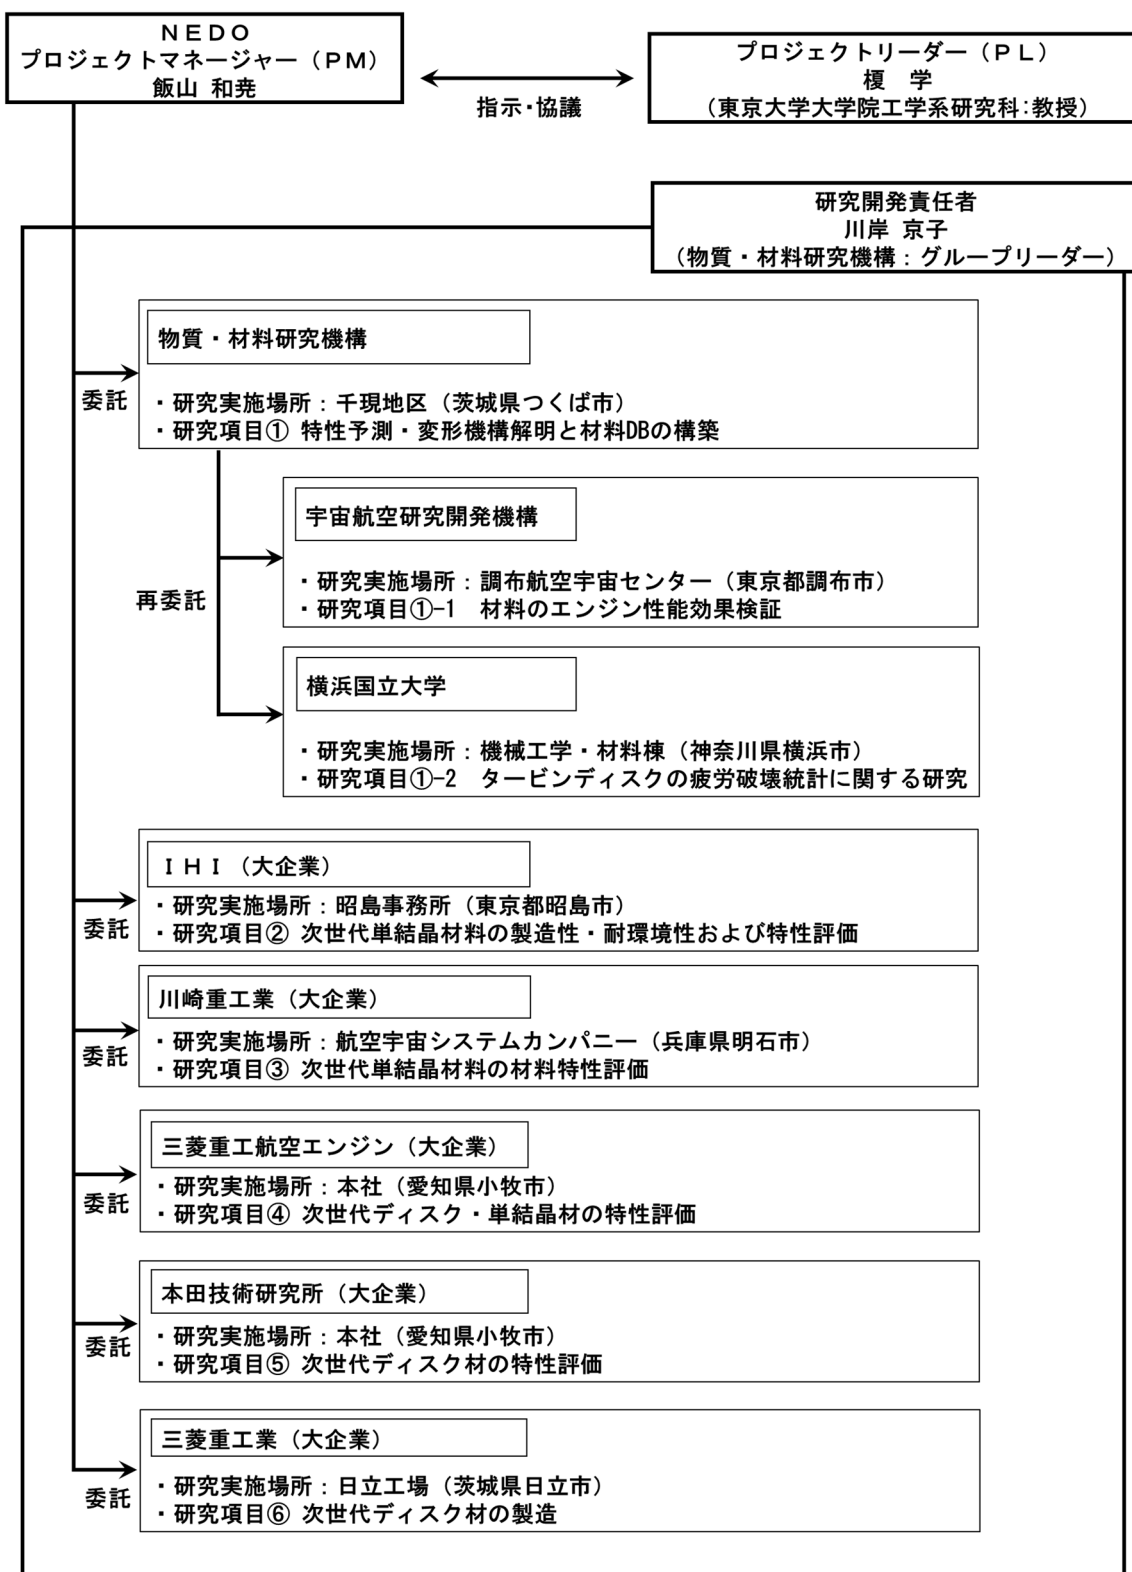 ＮＥＤＯ
プロジェクトマネージャー（ＰＭ）
飯山 和尭
指示・協議
プロジェクトリーダー（ＰＬ）
榎 学
（東京大学大学院工学系研究科：教授）
研究開発責任者
川岸 京子
（物質・材料研究機構：グループリーダー）
物質・材料研究機構
委託
・研究実施場所：千現地区（茨城県つくば市）
・研究項目① 特性予測・変形機構解明と材料DBの構築
再委託
宇宙航空研究開発機構
・研究実施場所：調布航空宇宙センター（東京都調布市）
・研究項目①-1 材料のエンジン性能効果検証
横浜国立大学
・研究実施場所：機械工学・材料棟（神奈川県横浜市）
・研究項目①-2 タービンディスクの疲労破壊統計に関する研究
ＩＨＩ（大企業）
委託
・研究実施場所：昭島事務所（東京都昭島市）
・研究項目② 次世代単結晶材料の製造性・耐環境性および特性評価
川崎重工業（大企業）
委託
・研究実施場所：航空宇宙システムカンパニー（兵庫県明石市）
・研究項目③ 次世代単結晶材料の材料特性評価
三菱重工航空エンジン（大企業）
委託
・研究実施場所：本社（愛知県小牧市）
・研究項目④ 次世代ディスク・単結晶材の特性評価
本田技術研究所（大企業）
委託
・研究実施場所：本社（愛知県小牧市）
・研究項目⑤ 次世代ディスク材の特性評価
三菱重工業（大企業）
委託
・研究実施場所：日立工場（茨城県日立市）
・研究項目⑥ 次世代ディスク材の製造